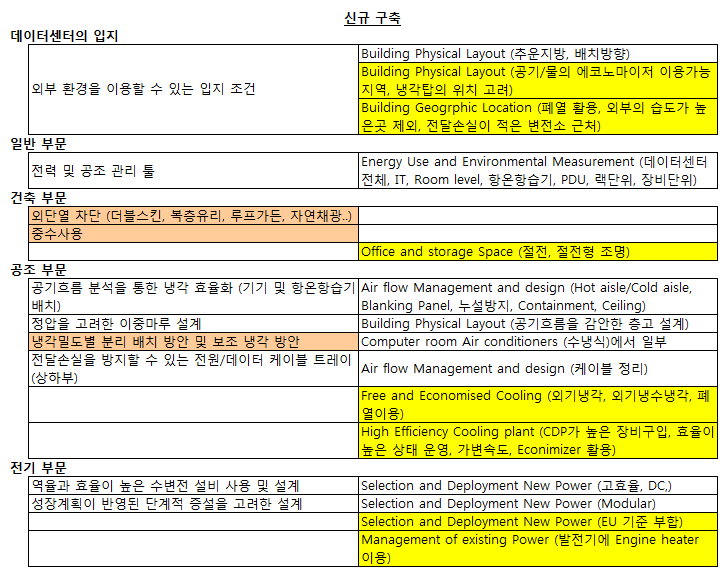 신규 구축
데이터센터의 입지
외부 환경을 이용할 수 있는 입지 조건
Building Physical Layout (추운지방, 배치방향)
Building Physical Layout (공기/물의 에코노마이저 이용가능
지역, 냉각탑의 위치 고려)
Building Geogrphic Location (폐열 활용, 외부의 습도가 높
은곳 제외, 전달손실이 적은 변전소 근처)
일반 부문
전력 및 공조 관리 툴
Energy Use and Environmental Measurement (데이터센터
전체, IT, Room level, 항온항습기, PDU, 랙단위, 장비단위)
건축 부문
외단열 차단 (더블스킨, 복층유리, 루프가든, 자연채광..)
중수사용
Office and storage Space (절전, 절전형 조명)
공조 부문
공기흐름 분석을 통한 냉각 효율화 (기기 및 항온항습기
배치)
Air flow Management and design (Hot aisle/Cold aisle,
Blanking Panel, 누설방지, Containment, Ceiling)
정압을 고려한 이중마루 설계
Building Physical Layout (공기흐름을 감안한 층고 설계)
냉각밀도별 분리 배치 방안 및 보조 냉각 방안
Computer room Air conditioners (수냉식)에서 일부
전달손실을 방지할 수 있는 전원/데이터 케이블 트레이
(상하부)
Air flow Management and design (케이블 정리)
Free and Economised Cooling (외기냉각, 외기냉수냉각, 폐
열이용)
High Efficiency Cooling plant (CDP가 높은 장비구입, 효율이
높은 상태 운영, 가변속도, Econimizer 활용)
전기 부문
역율과 효율이 높은 수변전 설비 사용 및 설계
Selection and Deployment New Power (고효율, DC,)
성장계획이 반영된 단계적 증설을 고려한 설계
Selection and Deployment New Power (Modular)
Selection and Deployment New Power (EU 기준 부합)
Management of existing Power (발전기에 Engine heater
이용)